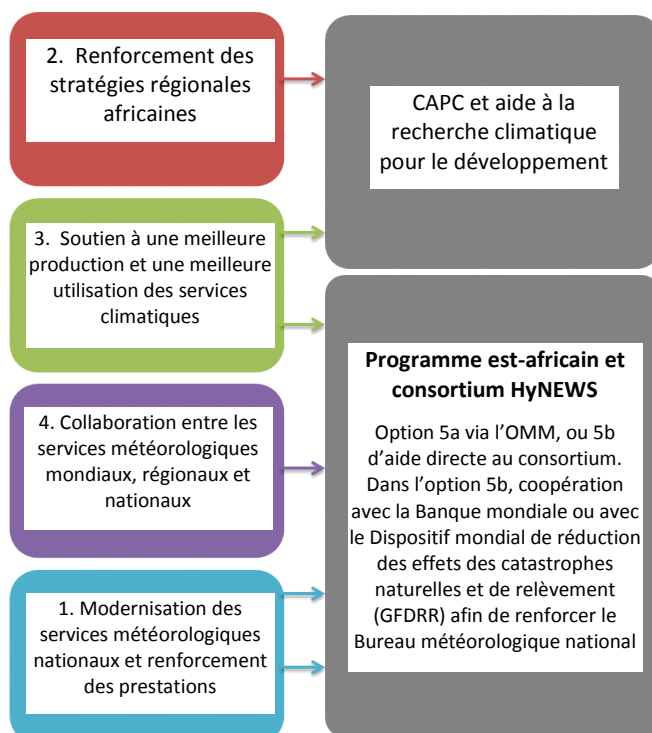 2. Renforcement des
stratégies régionales
africaines
CAPC et aide à la
recherche climatique
pour le développement
3. Soutien à une meilleure
production et une meilleure
utilisation des services
climatiques
4. Collaboration entre les
services météorologiques
mondiaux, régionaux et
nationaux
1. Modernisation des
services météorologiques
nationaux et renforcement
des prestations
Programme est-africain et
consortium HyNEWS
Option 5a via l’OMM, ou 5b
d’aide directe au consortium.
Dans l’option 5b, coopération
avec la Banque mondiale ou avec
le Dispositif mondial de réduction
des effets des catastrophes
naturelles et de relèvement
(GFDRR) afin de renforcer le
Bureau météorologique national